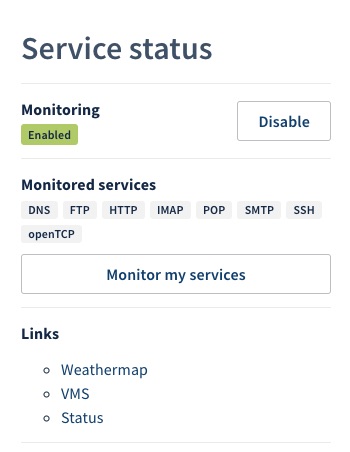 Service status
Monitoring
Enabled
Disable
Monitored services
DNS FTP HTTP IMAP POP SMTP SSH
openTCP
Monitor my services
Links
Weathermap
VMS
Status